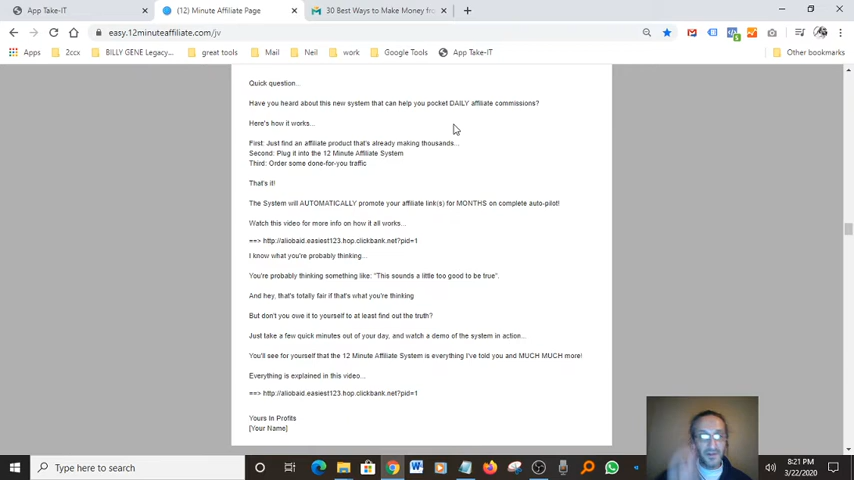 App Take-IT
(12) Minute Affiliate Page
30 Best Ways to Make Money fro
easy.12minuteaffiliate.com/jv
Apps
2ccx
BILLY GENE Legacy...
great tools
Mail
Neil
work
Google Tools
App Take-IT
Other bookmarks
Quick question...
Have you heard about this new system that can help you pocket DAILY affiliate commissions?
Here's how it works...
First: Just find an affiliate product that's already making thousands...
Second: Plug it into the 12 Minute Affiliate System
Third: Order some done-for-you traffic
That's it!
The System will AUTOMATICALLY promote your affiliate link(s) for MONTHS on complete auto-pilot!
Watch this video for more info on how it all works...
==> http://aliobaid.easiest123.hop.clickbank.net?pid=1
I know what you're probably thinking...
You're probably thinking something like: "This sounds a little too good to be true".
And hey, that's totally fair if that's what you're thinking
But don't you owe it to yourself to at least find out the truth?
Just take a few quick minutes out of your day, and watch a demo of the system in action...
You'll see for yourself that the 12 Minute Affiliate System is everything I've told you and MUCH MUCH more!
Everything is explained in this video...
==> http://aliobaid.easiest123.hop.clickbank.net?pid=1
Yours In Profits
[Your Name]
Type here to search
8:21 PM
3/22/2020